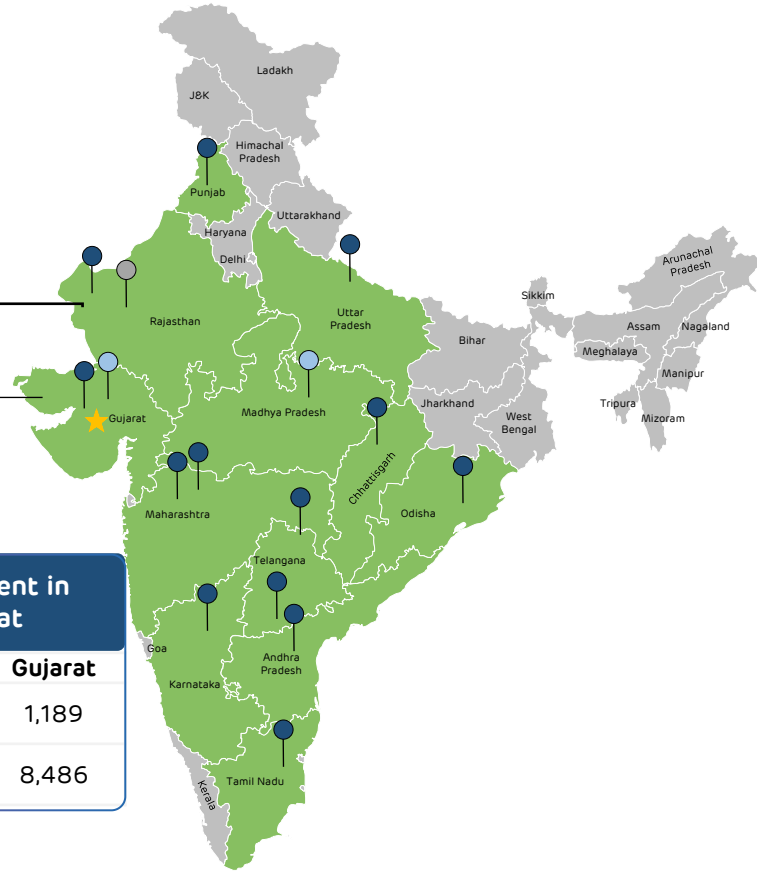 Ladakh
J&K
Himachal
Pradesh
Punjab
Uttarakhand
Haryana
Delhi
Arunachal
Pradesh
Sikkim
Rajasthan
Uttar
Pradesh
Assam
Nagaland
Bihar
Meghalaya
Manipur
Jharkhand
Tripura
Madhya Pradesh
West
Bengal
Mizoram
Gujarat
Chhattisgarh
Maharashtra
Odisha
Telangana
ent in
at
Goa
Gujarat
Andhra
Pradesh
Karnataka
1,189
8,486
Tamil Nadu
Kerala